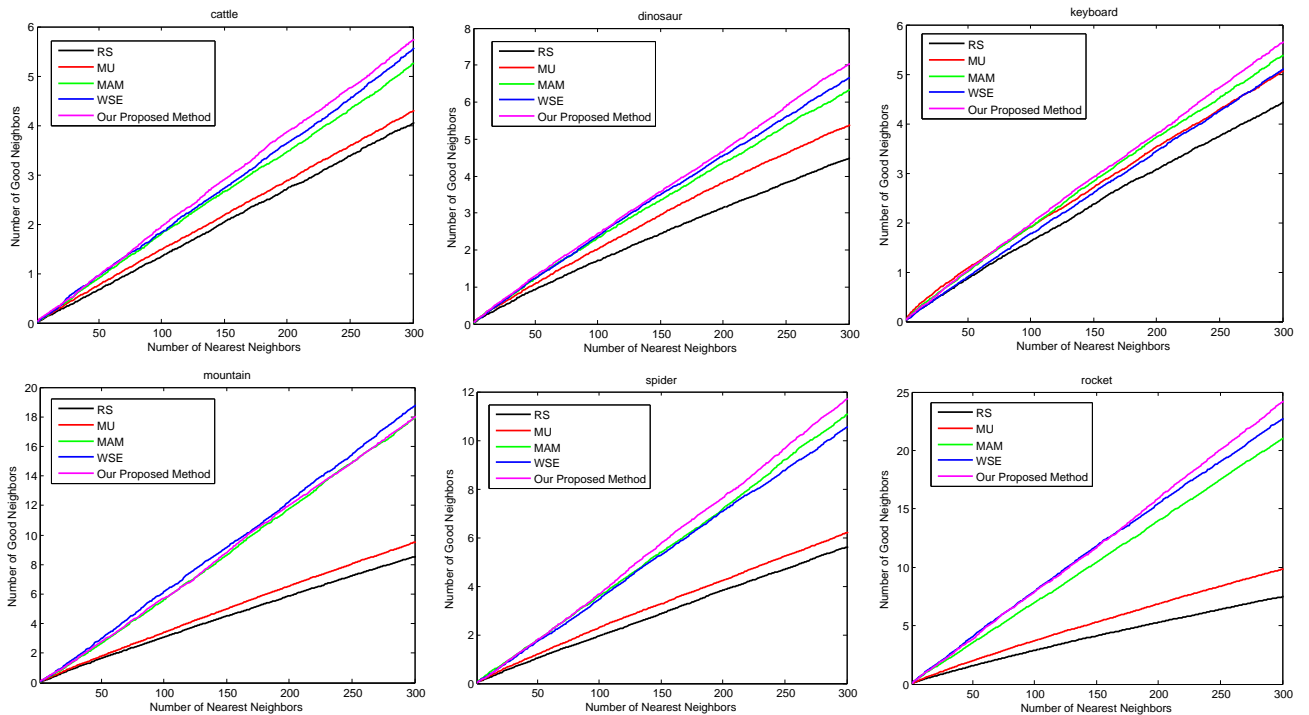 cattle
6
5
4
3
2
1
0
50 100 150 200 250 300
Number of Nearest Neighbors
Number of Good Neighbors
RS
MU
MAM
WSE
Our Proposed Method
dinosaur
8
7
6
5
4
3
2
1
0
50 100 150 200 250 300
Number of Nearest Neighbors
Number of Good Neighbors
RS
MU
MAM
WSE
Our Proposed Method
keyboard
6
5
4
3
2
1
0
50 100 150 200 250 300
Number of Nearest Neighbors
Number of Good Neighbors
RS
MU
MAM
WSE
Our Proposed Method
mountain
20
18
16
14
12
10
8
6
4
2
0
50 100 150 200 250 300
Number of Nearest Neighbors
Number of Good Neighbors
RS
MU
MAM
WSE
Our Proposed Method
spider
12
10
8
6
4
2
0
50 100 150 200 250 300
Number of Nearest Neighbors
Number of Good Neighbors
RS
MU
MAM
WSE
Our Proposed Method
rocket
25
20
15
10
5
0
50 100 150 200 250 300
Number of Nearest Neighbors
Number of Good Neighbors
RS
MU
MAM
WSE
Our Proposed Method